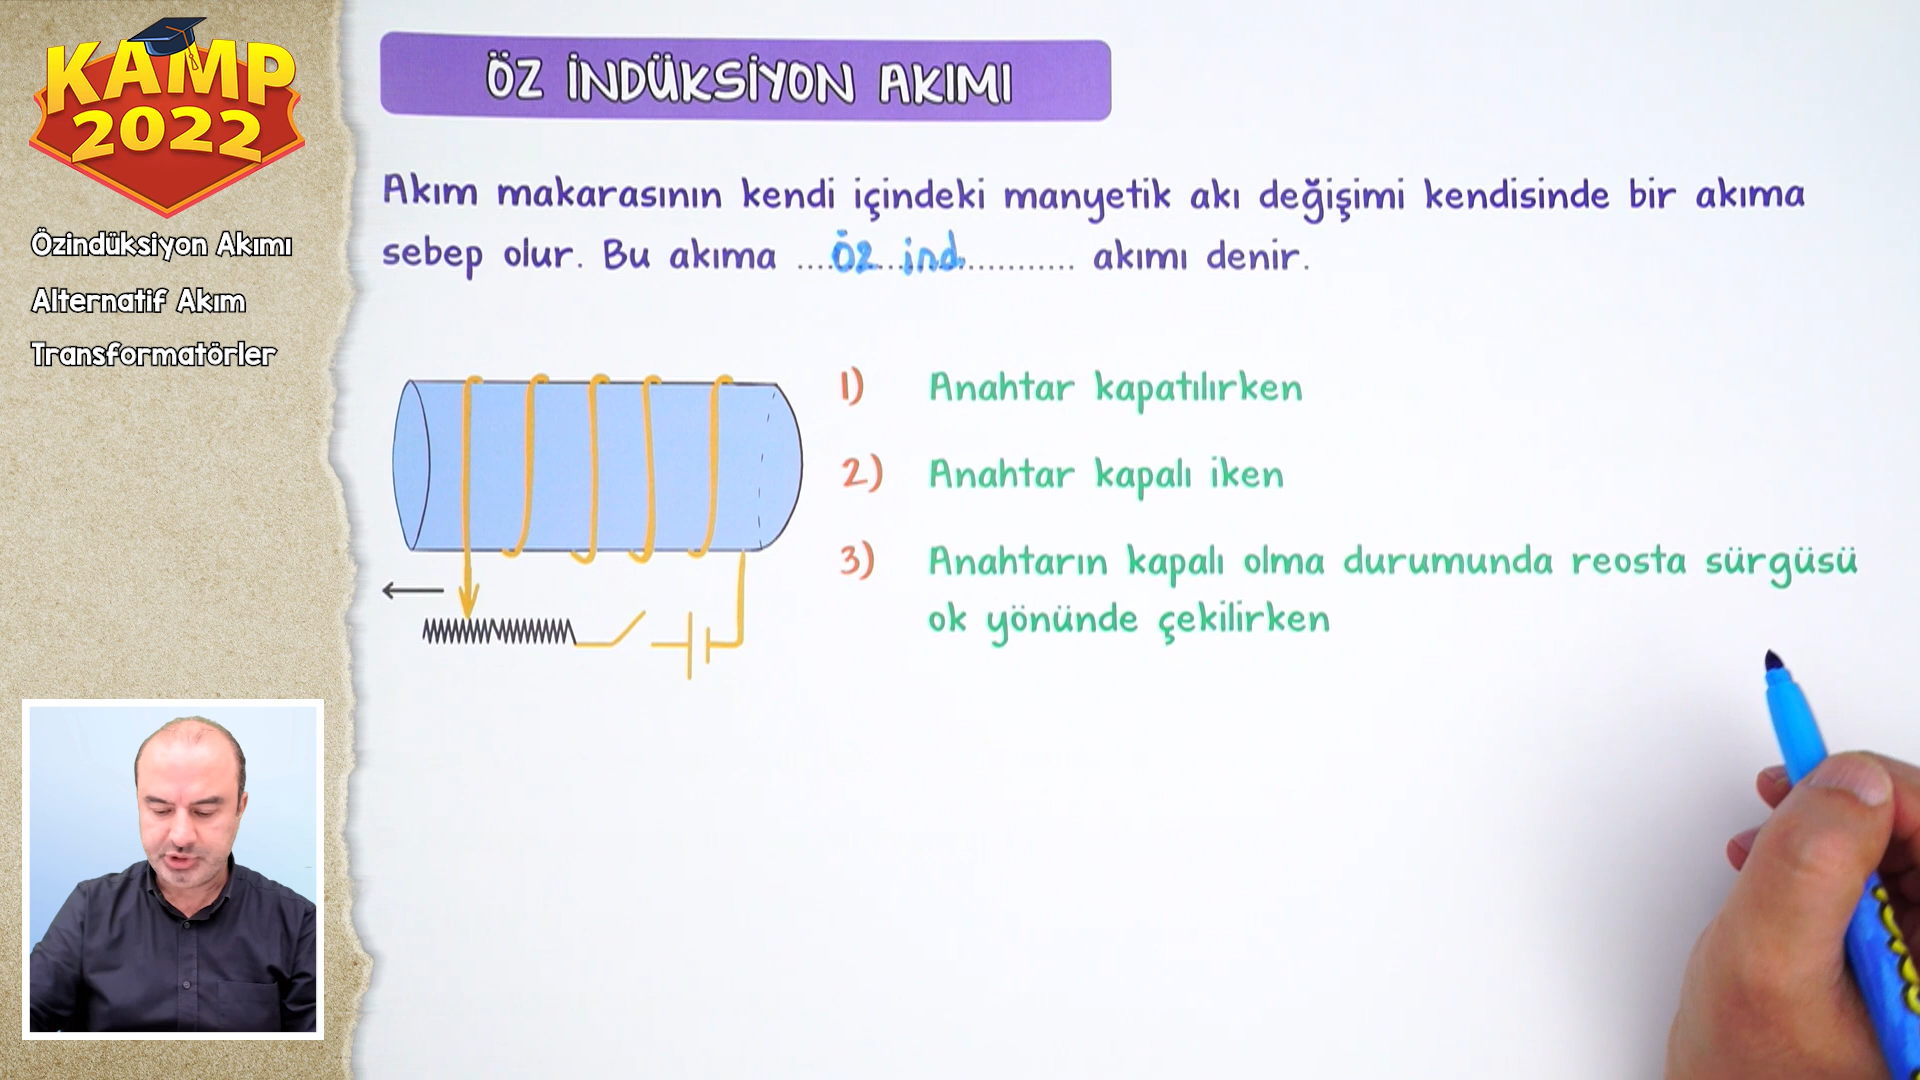 KAMP
2022
Özindüksiyon Akımı
Alternatif Akım
Transformatörler
ÖZ İNDÜKSİYON AKIMI
Akım makarasının kendi içindeki manyetik akı değişimi kendisinde bir akıma
sebep olur. Bu akıma ....öz ind............. akımı denir.
1) Anahtar kapatılırken
2) Anahtar kapalı iken
3) Anahtarın kapalı olma durumunda reosta sürgüsü
ok yönünde çekilirken